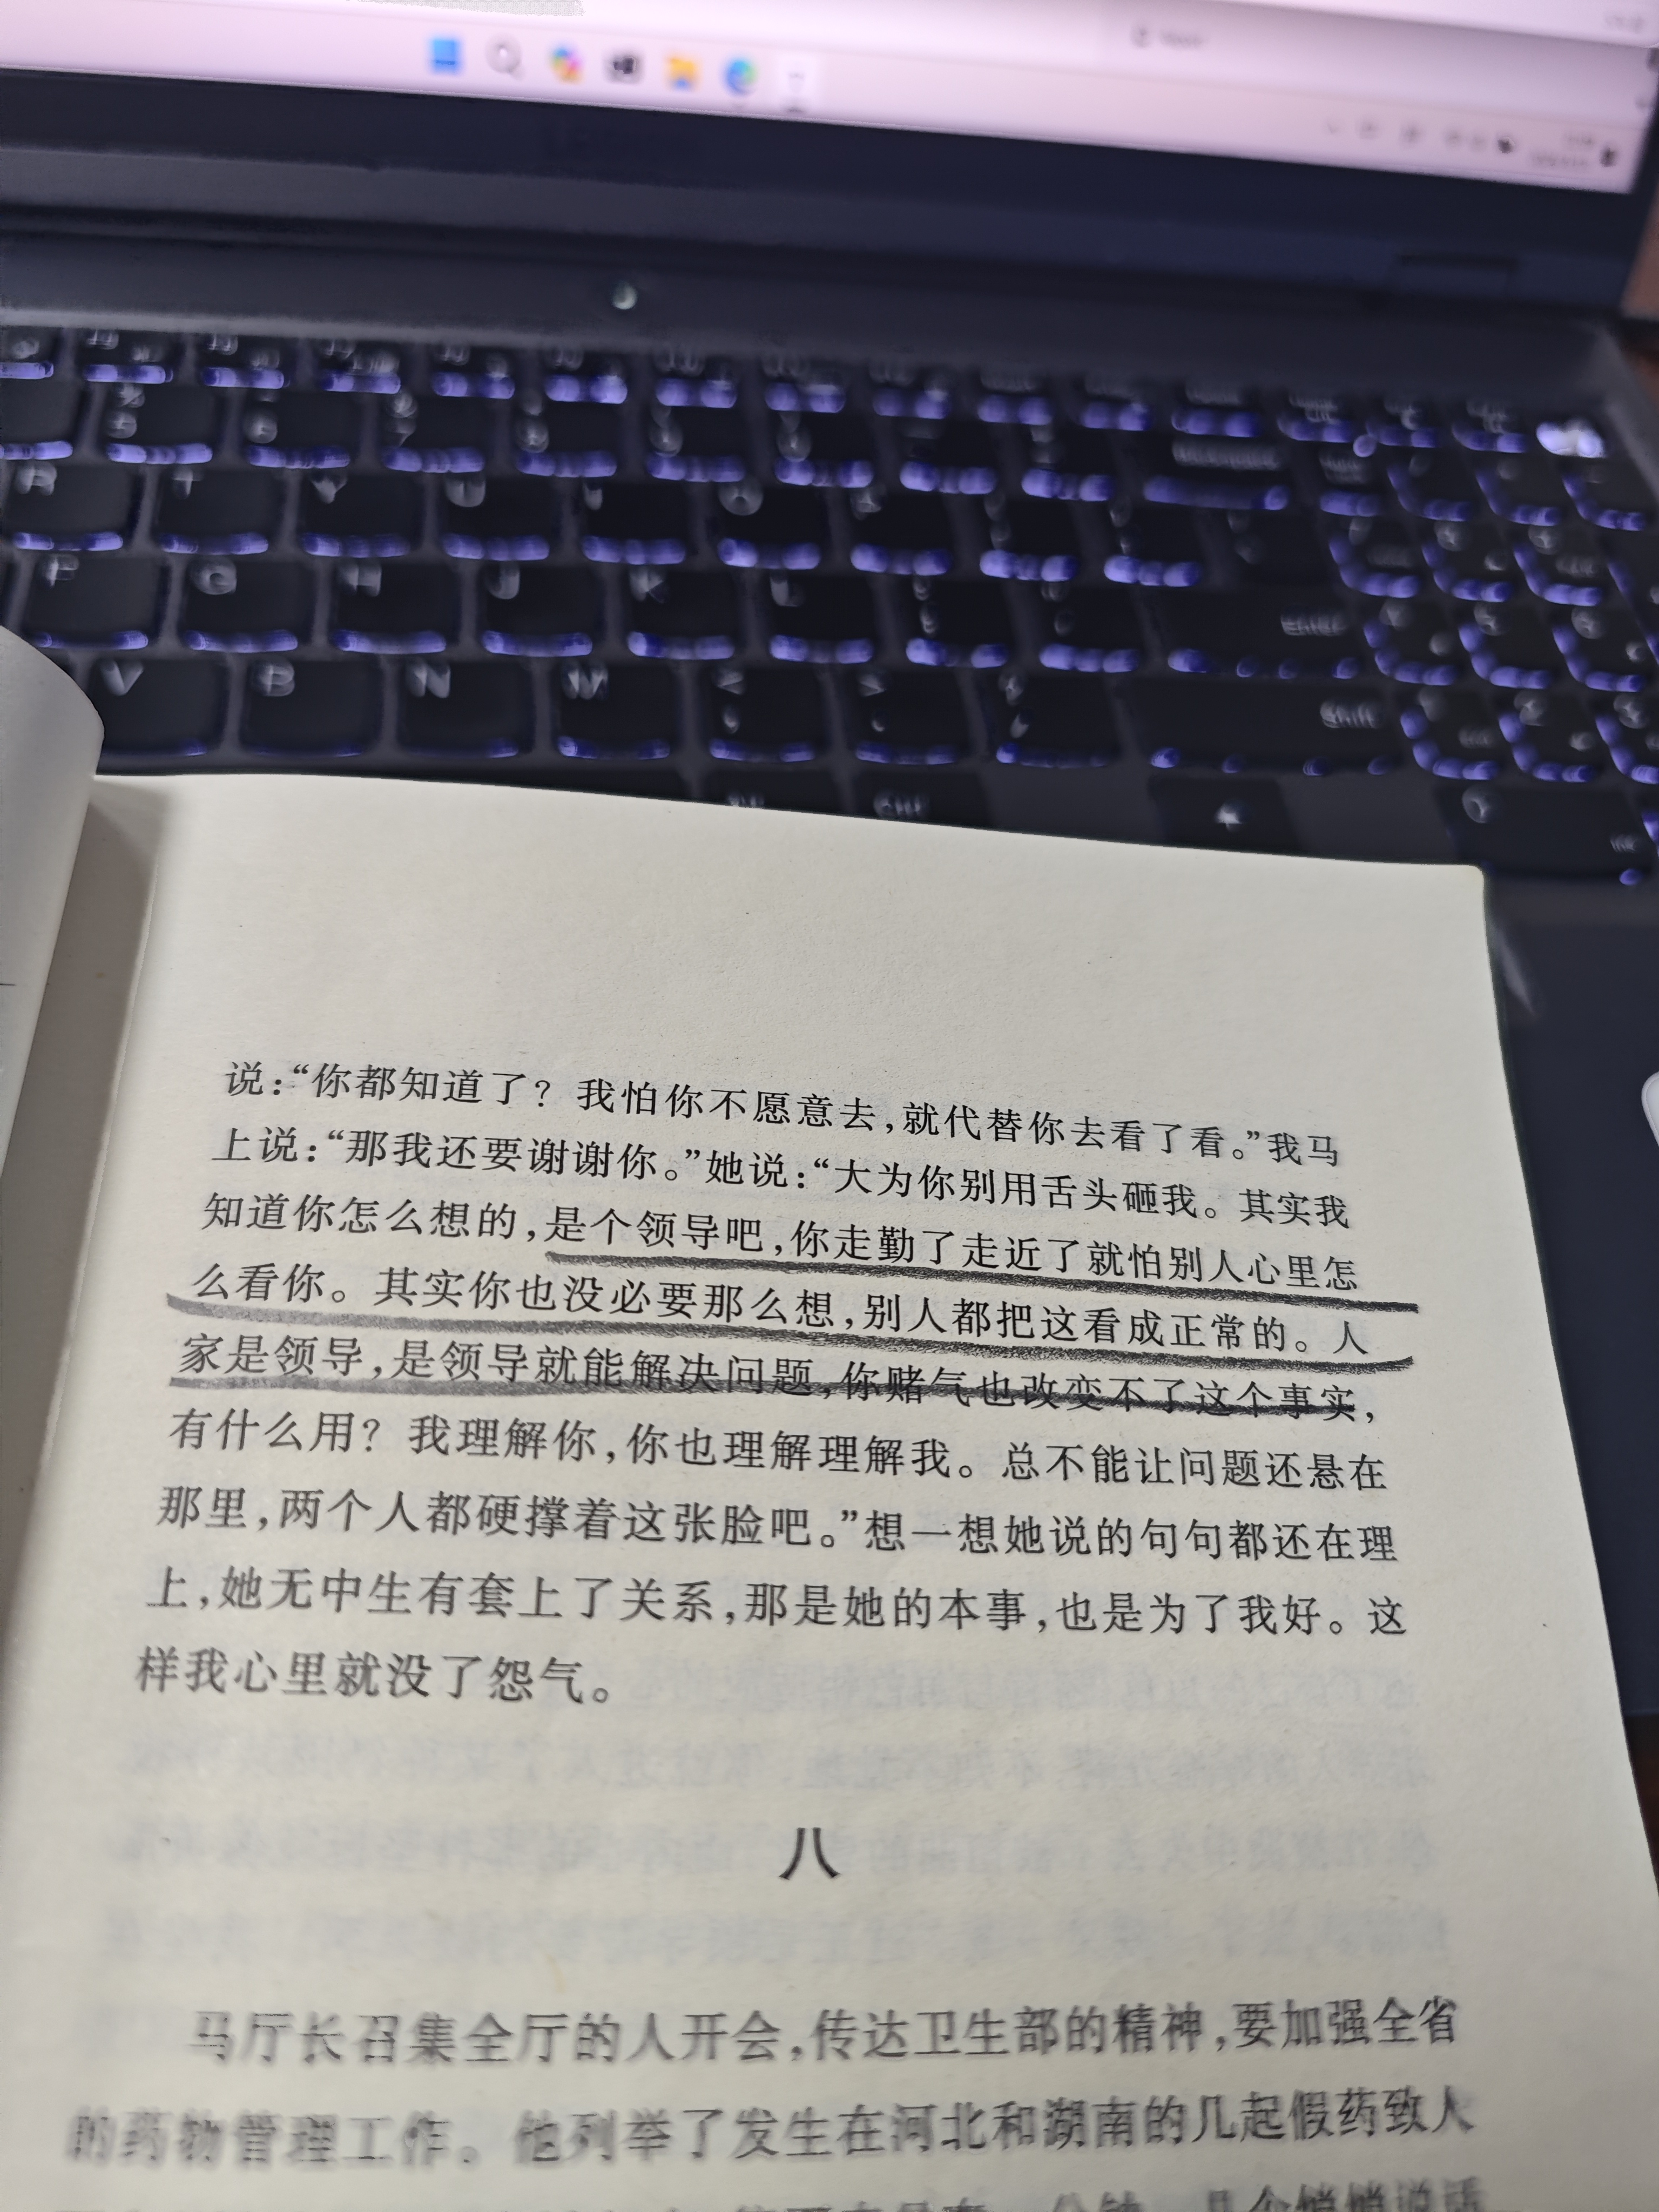 R T Y U I O
F G H J K L
Enter
V B N M
Shift
Ctrl
说：“你都知道了？我怕你不愿意去，就代替你去看了看。”我马
上说：“那我还要谢谢你。”她说：“大为你别用舌头砸我。其实我
知道你怎么想的，是个领导吧，你走勤了走近了就怕别人心里怎
么看你。其实你也没必要那么想，别人都把这看成正常的。人
家是领导，是领导就能解决问题，你赌气也改变不了这个事实，
有什么用？我理解你，你也理解理解我。总不能让问题还悬在
那里，两个人都硬撑着这张脸吧。”想一想她说的句句都还在理
上，她无中生有套上了关系，那是她的本事，也是为了我好。这
样我心里就没了怨气。
八
马厅长召集全厅的人开会，传达卫生部的精神，要加强全省
的药物管理工作。他列举了发生在河北和湖南的几起假药致人